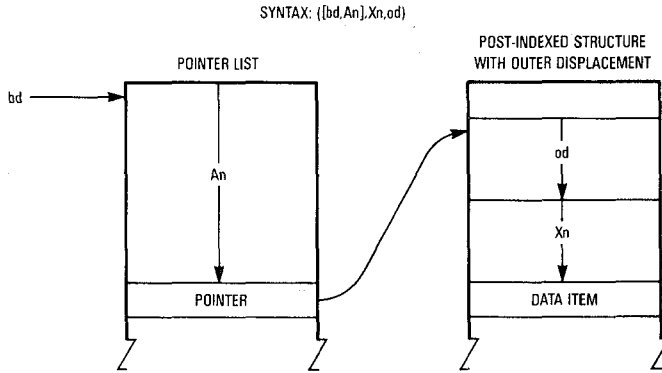 SYNTAX: ([bd,An],Xn,od)
POINTER LIST
POST-INDEXED STRUCTURE
WITH OUTER DISPLACEMENT
bd
An
od
Xn
POINTER
DATA ITEM